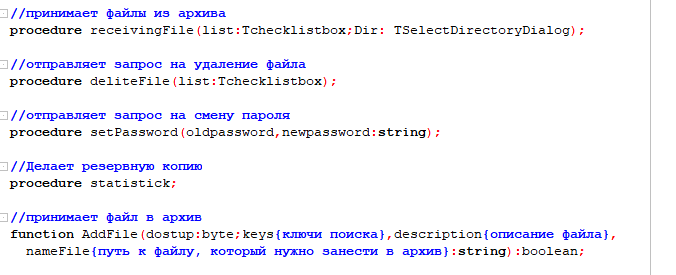 //принимает файлы из архива
procedure receivingFile(list:Tchecklistbox;Dir: TSelectDirectoryDialog);
//отправляет запрос на удаление файла
procedure deliteFile(list:Tchecklistbox);
//отправляет запрос на смену пароля
procedure setPassword(oldpassword,newpassword:string);
//Делает резервную копию
procedure statistick;
//принимает файл в архив
function AddFile(dostup:byte;keys{ключи поиска},description{описание файла},
nameFile{путь к файлу, который нужно занести в архив}:string):boolean;